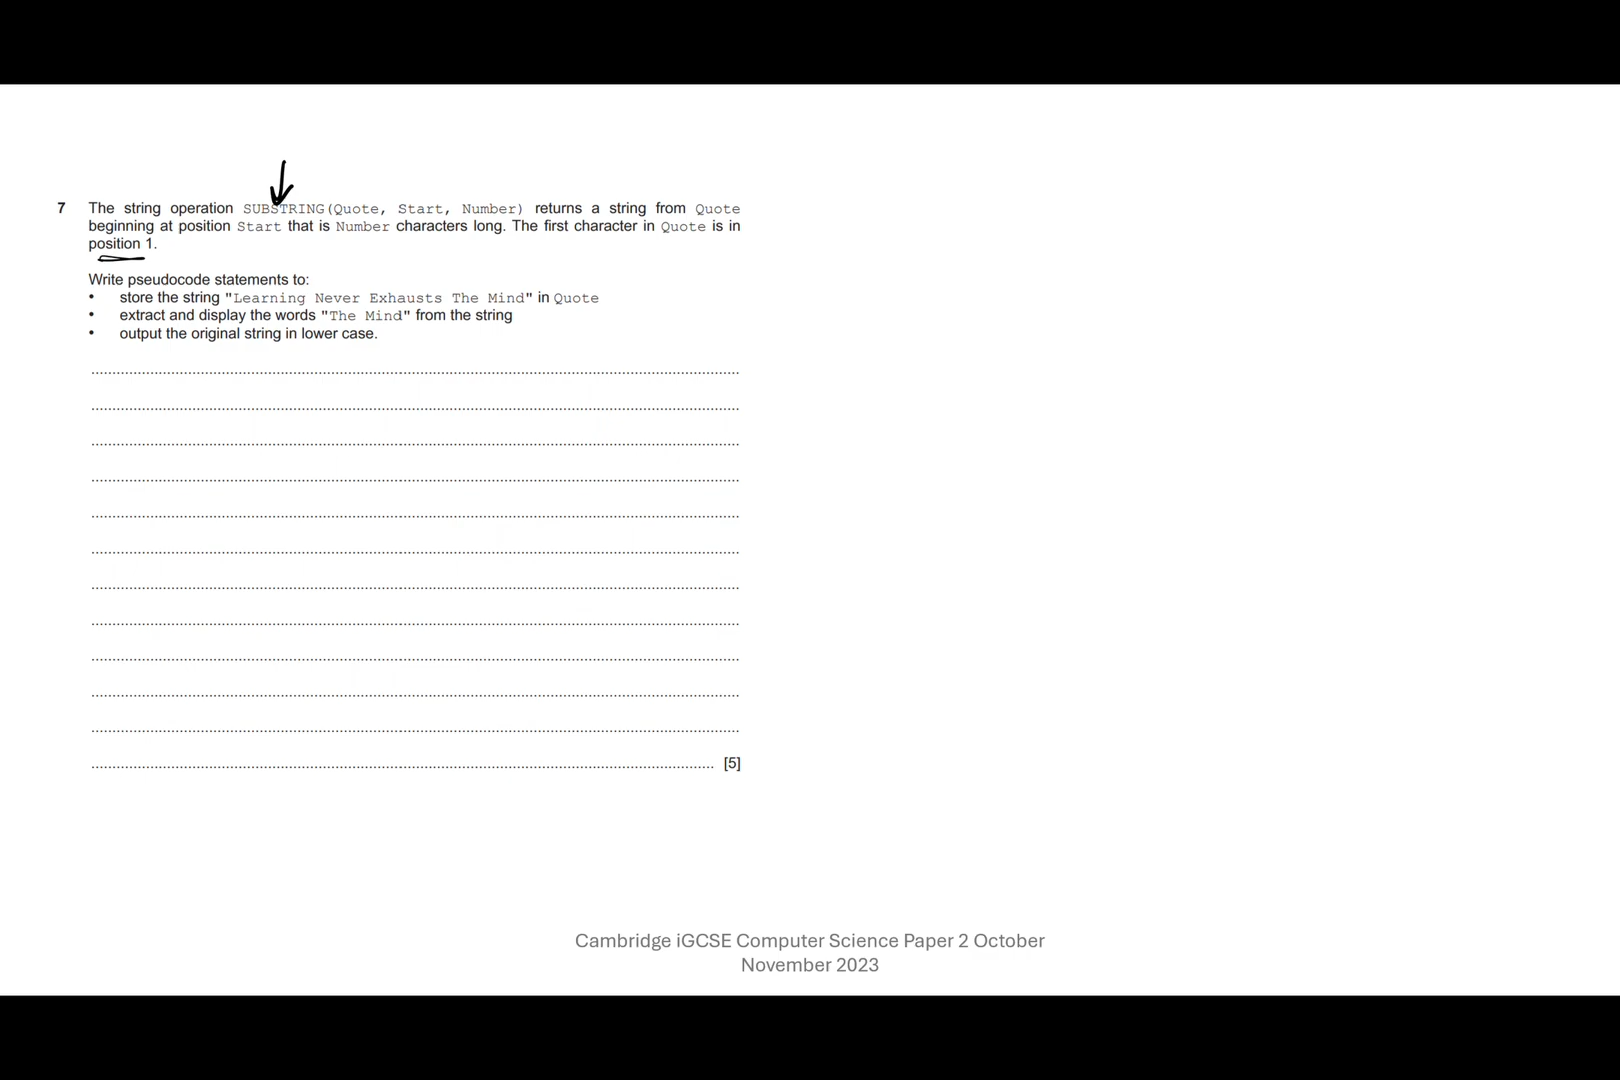 7 The string operation SUBSTRING(Quote, Start, Number) returns a string from Quote
beginning at position Start that is Number characters long. The first character in Quote is in
position 1.
Write pseudocode statements to:
• store the string "Learning Never Exhausts The Mind" in Quote
• extract and display the words "The Mind" from the string
• output the original string in lower case.
[5]
Cambridge iGCSE Computer Science Paper 2 October
November 2023